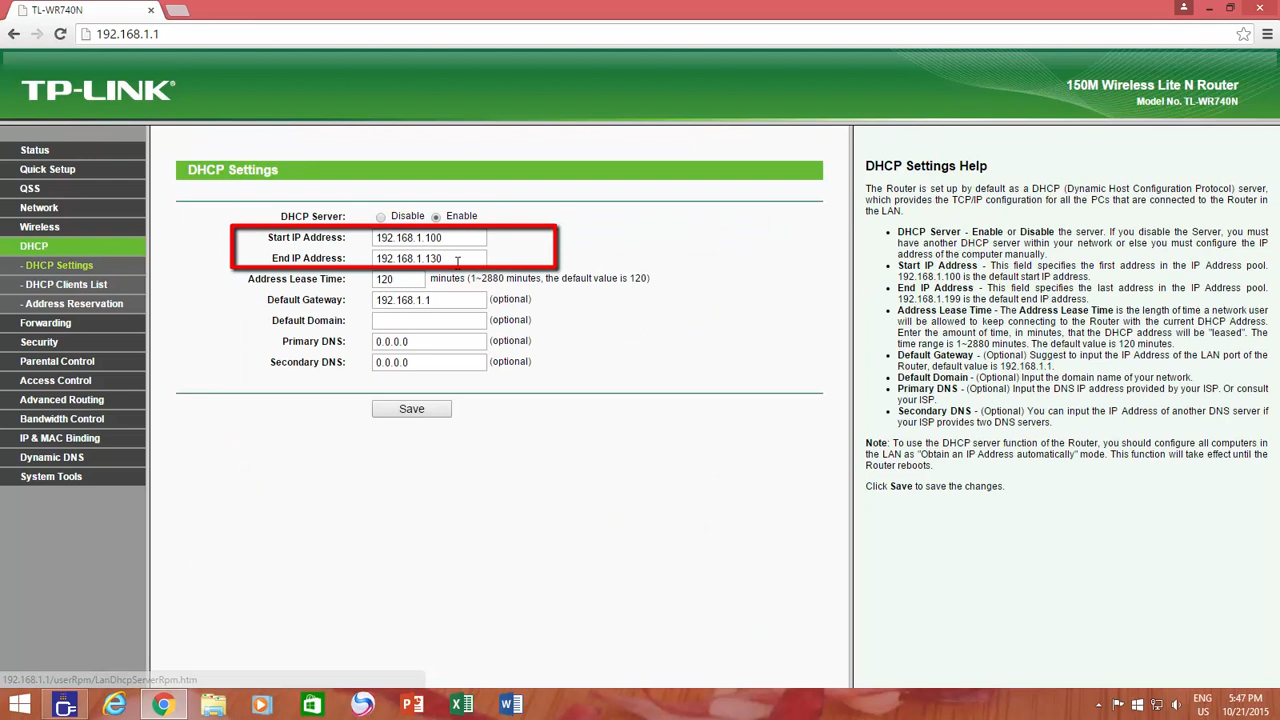 TL-WR740N
192.168.1.1
TP-LINK®
150M Wireless Lite N Router
Model No. TL-WR740N
Status
Quick Setup
QSS
Network
Wireless
DHCP
- DHCP Settings
- DHCP Clients List
- Address Reservation
Forwarding
Security
Parental Control
Access Control
Advanced Routing
Bandwidth Control
IP & MAC Binding
Dynamic DNS
System Tools
DHCP Settings
DHCP Server: Disable Enable
Start IP Address: 192.168.1.100
End IP Address: 192.168.1.130
Address Lease Time: 120 minutes (1~2880 minutes, the default value is 120)
Default Gateway: 192.168.1.1 (optional)
Default Domain: (optional)
Primary DNS: 0.0.0.0 (optional)
Secondary DNS: 0.0.0.0 (optional)
Save
DHCP Settings Help
The Router is set up by default as a DHCP (Dynamic Host Configuration Protocol) server,
which provides the TCP/IP configuration for all the PCs that are connected to the Router in
the LAN.
• DHCP Server - Enable or Disable the server. If you disable the Server, you must
have another DHCP server within your network or else you must configure the IP
address of the computer manually.
• Start IP Address - This field specifies the first address in the IP Address pool.
192.168.1.100 is the default start IP address.
• End IP Address - This field specifies the last address in the IP Address pool.
192.168.1.199 is the default end IP address.
• Address Lease Time - The Address Lease Time is the length of time a network user
will be allowed to keep connecting to the Router with the current DHCP Address.
Enter the amount of time, in minutes, that the DHCP address will be "leased". The
time range is 1~2880 minutes. The default value is 120 minutes.
• Default Gateway - (Optional) Suggest to input the IP Address of the LAN port of the
Router, default value is 192.168.1.1.
• Default Domain - (Optional) Input the domain name of your network.
• Primary DNS - (Optional) Input the DNS IP address provided by your ISP. Or consult
your ISP.
• Secondary DNS - (Optional) You can input the IP Address of another DNS server if
your ISP provides two DNS servers.
Note: To use the DHCP server function of the Router, you should configure all computers in
the LAN as "Obtain an IP Address automatically" mode. This function will take effect until the
Router reboots.
Click Save to save the changes.
192.168.1.1/userRpm/LanDhcpServerRpm.htm
ENG
US
5:47 PM
10/21/2015